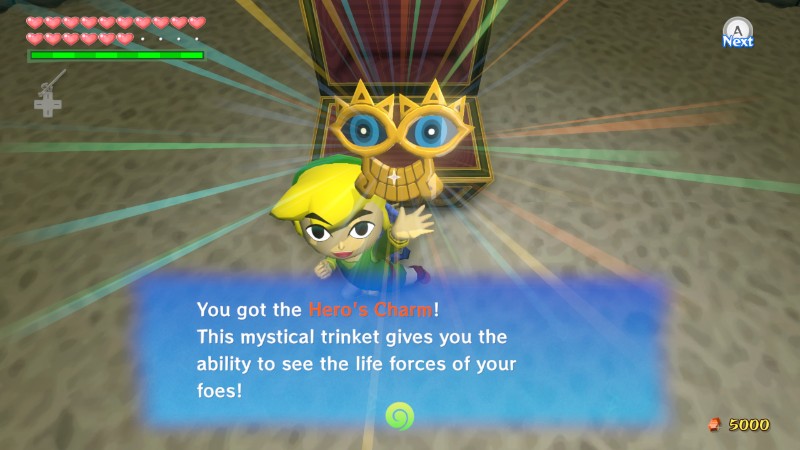 A
Next
You got the Hero's Charm!
This mystical trinket gives you the
ability to see the life forces of your
foes!
5000